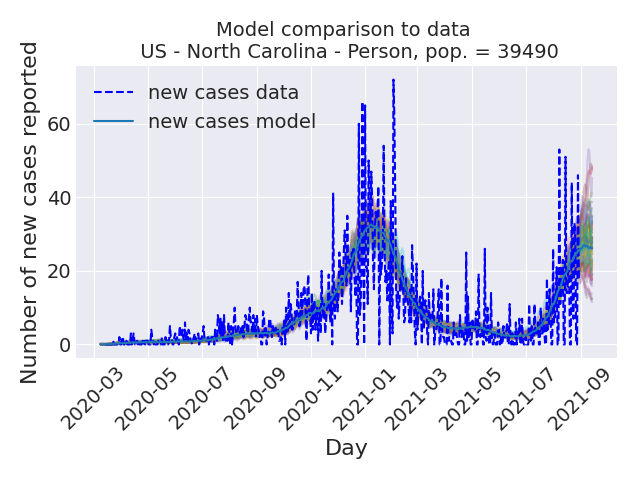 Model comparison to data
US - North Carolina - Person, pop. = 39490
Number of new cases reported
new cases data
new cases model
60
40
20
0
2020-03
2020-05
2020-07
2020-09
2020-11
2021-01
2021-03
2021-05
2021-07
2021-09
Day